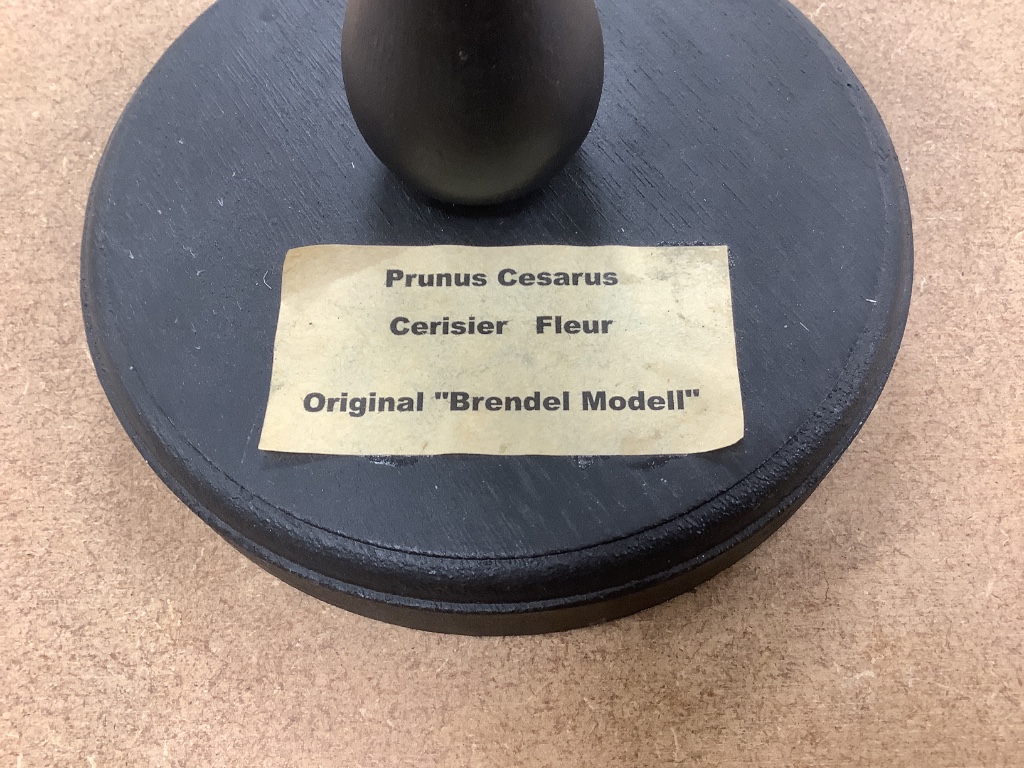 Prunus Cesarus
Cerisier Fleur
Original "Brendel Modell"